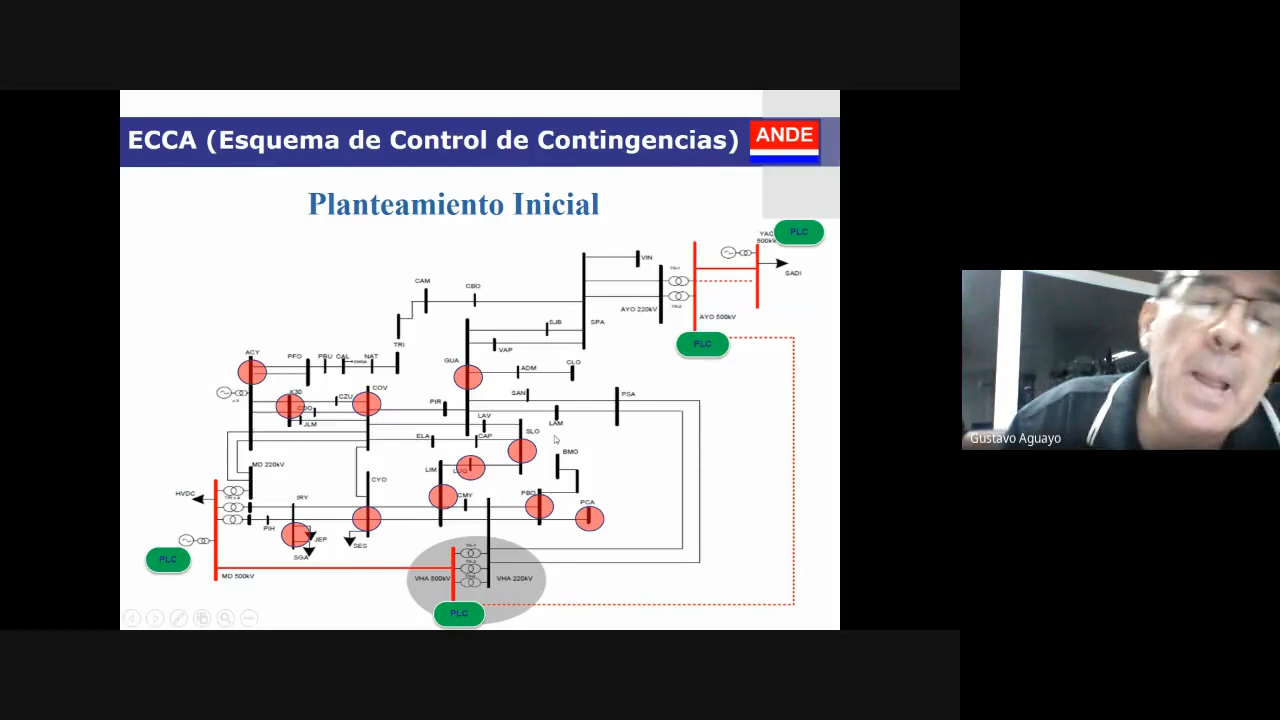 ECCA (Esquema de Control de Contingencias)
ANDE
Planteamiento Inicial
PLC
500kV
SADI
VIN
CAM
CBO
AYO 220kV
AYO 500kV
SJB
SPA
TRI
PLC
VAP
ACY
PFO
PBU
CAL
NAT
GUA
ADM
CLO
COV
K30
CZU
SAN
PSA
PIR
JLM
LAV
LAM
ELA
CAP
SLO
BMO
MD 220kV
LIM
CYO
HVDC
IRY
CMY
PBO
PCA
PIH
JEP
SES
SGA
PLC
MD 500kV
VHA 500kV
VHA 220kV
PLC
Gustavo Aguayo